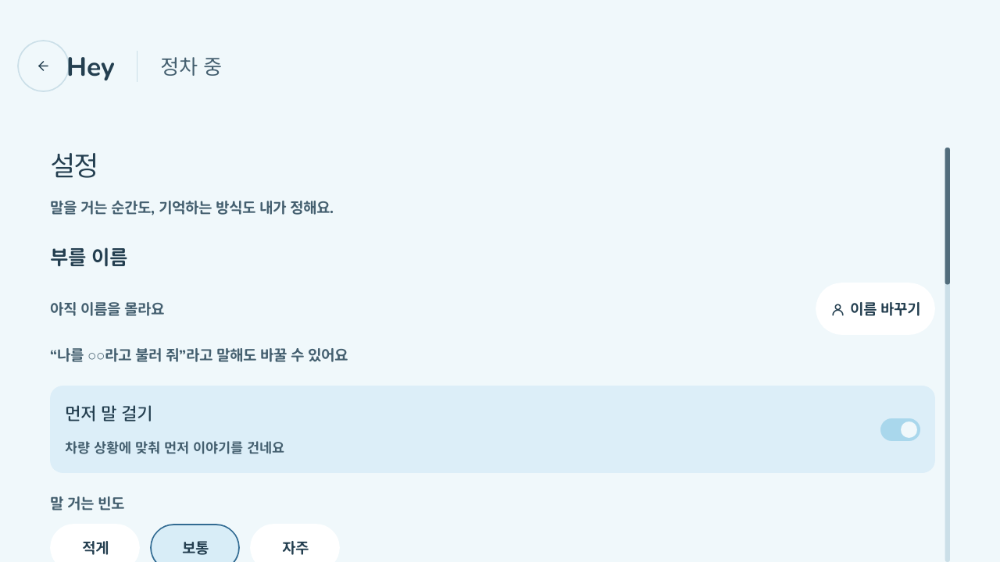 Hey
정차 중
설정
말을 거는 순간도, 기억하는 방식도 내가 정해요.
부를 이름
아직 이름을 몰라요
이름 바꾸기
“나를 ○○라고 불러 줘”라고 말해도 바꿀 수 있어요
먼저 말 걸기
차량 상황에 맞춰 먼저 이야기를 건네요
말 거는 빈도
적게
보통
자주